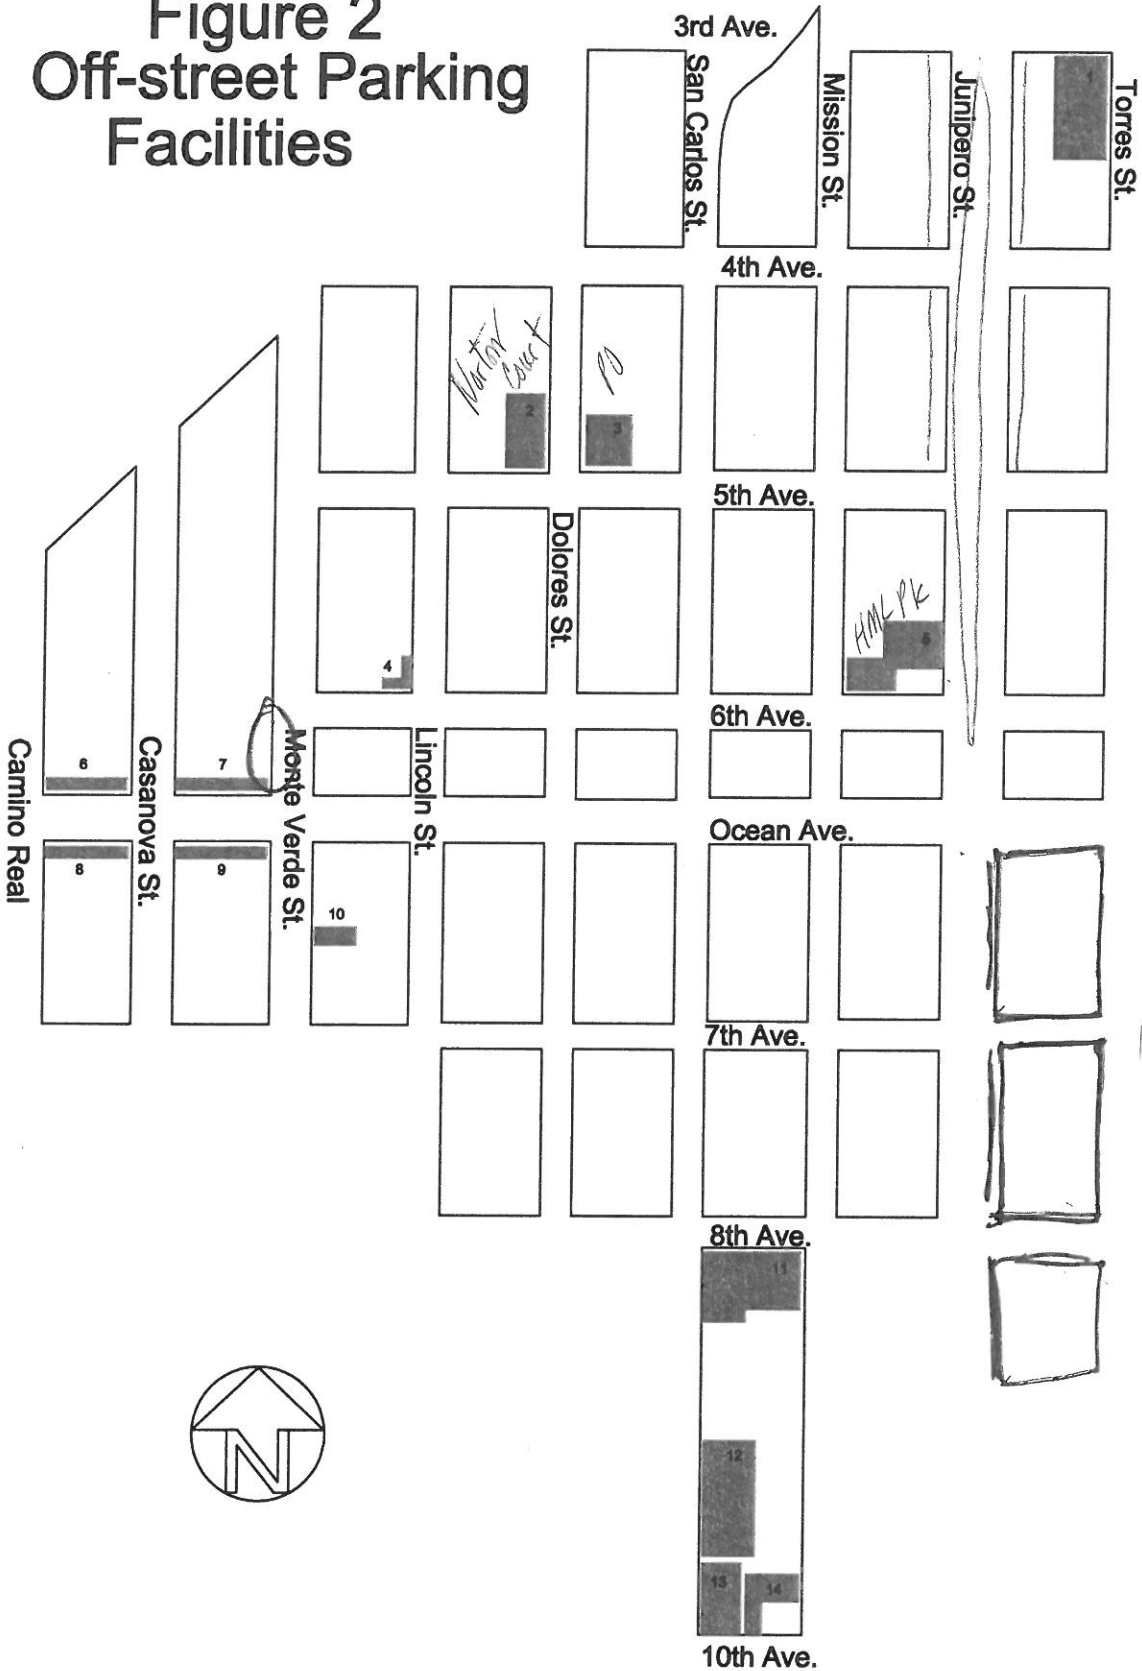 Figure 2
Off-street Parking
Facilities
3rd Ave.
San Carlos St.
Mission St.
Junipero St.
1
Torres St.
4th Ave.
Norton
Court
PO
2
3
5th Ave.
Dolores St.
HML Pk
4
5
6th Ave.
Camino Real
6
Casanova St.
7
Monte Verde St.
Lincoln St.
Ocean Ave.
8
9
10
7th Ave.
8th Ave.
11
N
12
13
14
10th Ave.